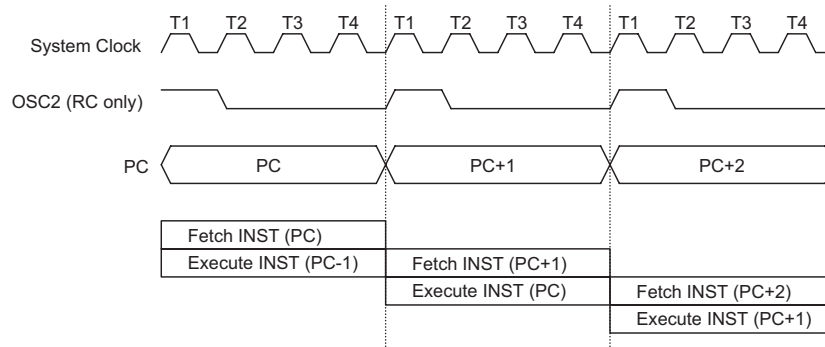 T1 T2 T3 T4 T1 T2 T3 T4 T1 T2 T3 T4
System Clock
OSC2 (RC only)
PC PC PC+1 PC+2
Fetch INST (PC)
Execute INST (PC-1) Fetch INST (PC+1)
Execute INST (PC) Fetch INST (PC+2)
Execute INST (PC+1)